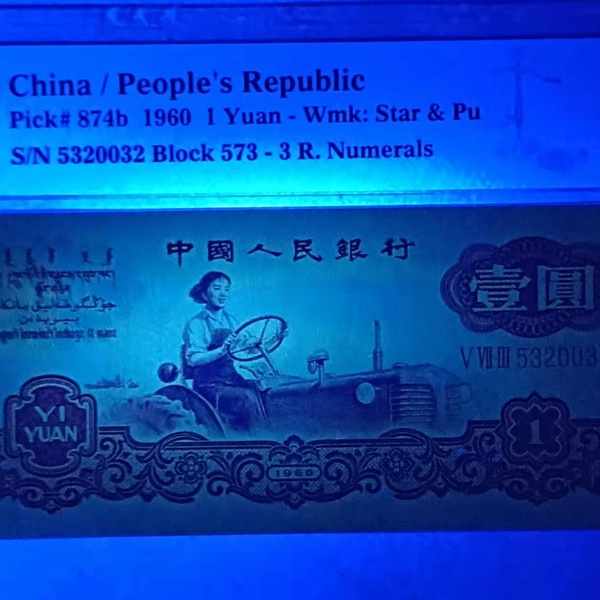 China / People's Republic
Pick# 874b 1960 1 Yuan - Wmk: Star & Pu
S/N 5320032 Block 573 - 3 R. Numerals
中國人民銀行
壹圓
V VII III 532003
YI
YUAN
1
1960